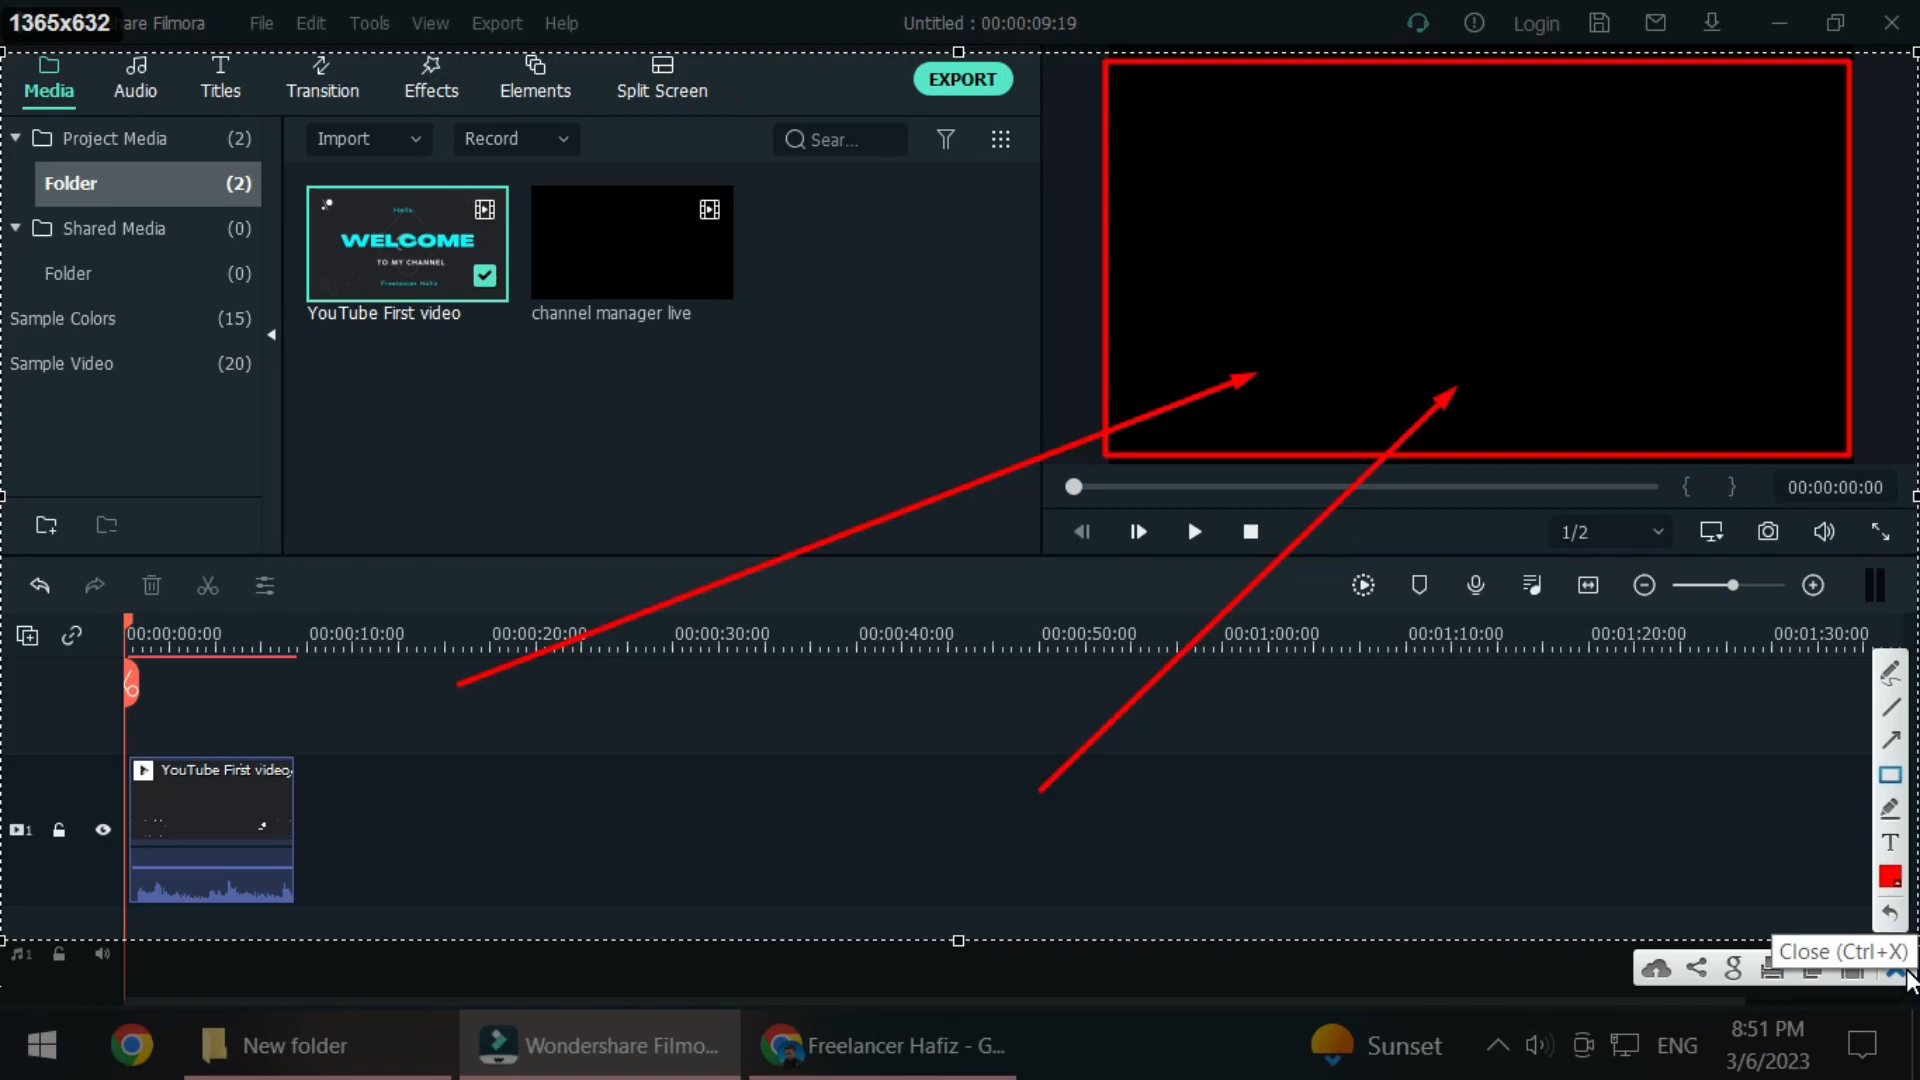 1365x632
are Filmora
File Edit Tools View Export Help
Untitled : 00:00:09:19
Login
Media Audio Titles Transition Effects Elements Split Screen
EXPORT
Project Media (2)
Folder (2)
Shared Media (0)
Folder (0)
Sample Colors (15)
Sample Video (20)
Import Record Sear...
Hello
WELCOME
TO MY CHANNEL
Freelancer Hafiz
YouTube First video
channel manager live
{ } 00:00:00:00
1/2
00:00:00:00 00:00:10:00 00:00:20:00 00:00:30:00 00:00:40:00 00:00:50:00 00:01:00:00 00:01:10:00 00:01:20:00 00:01:30:00
YouTube First video
1
T
1
Close (Ctrl+X)
g
New folder
Wondershare Filmo...
Freelancer Hafiz - G...
Sunset
ENG
8:51 PM
3/6/2023